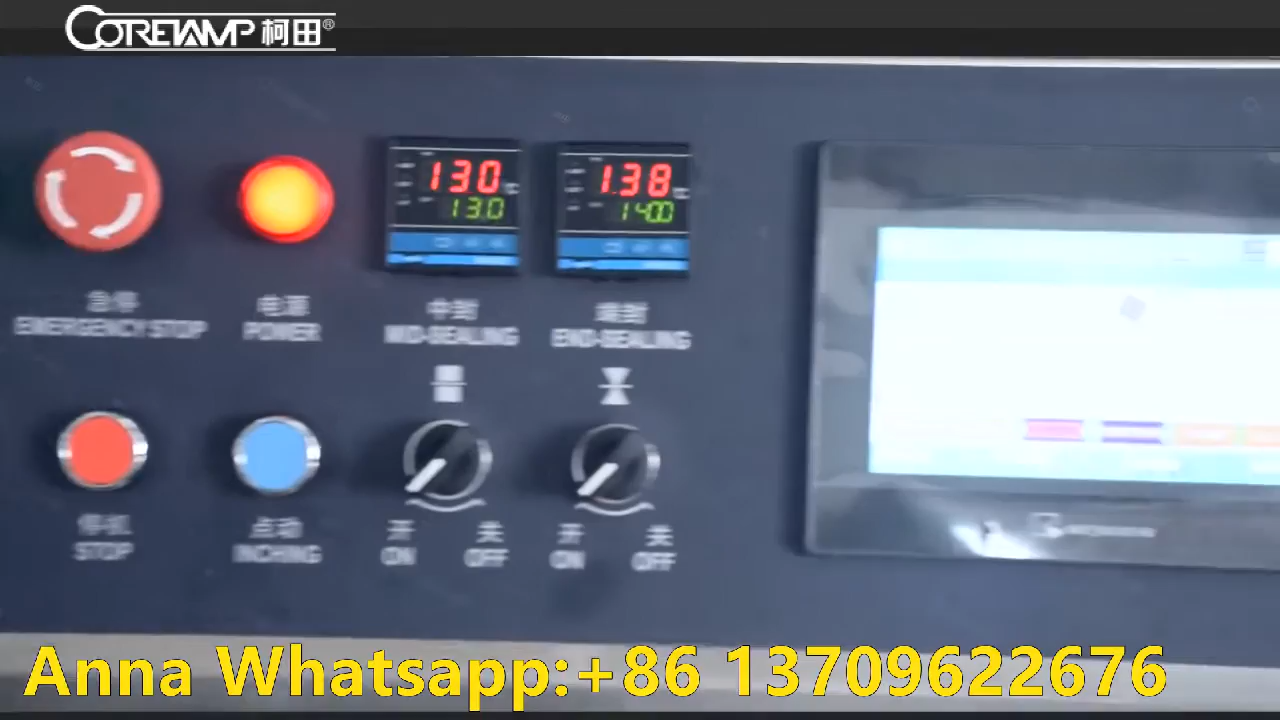 CORETAMP 柯田®
130
13.0
138
1400
急停
EMERGENCY STOP
电源
POWER
中封
MID-SEALING
端封
END-SEALING
停机
STOP
点动
INCHING
开
ON
关
OFF
开
ON
关
OFF
Anna Whatsapp:+86 13709622676